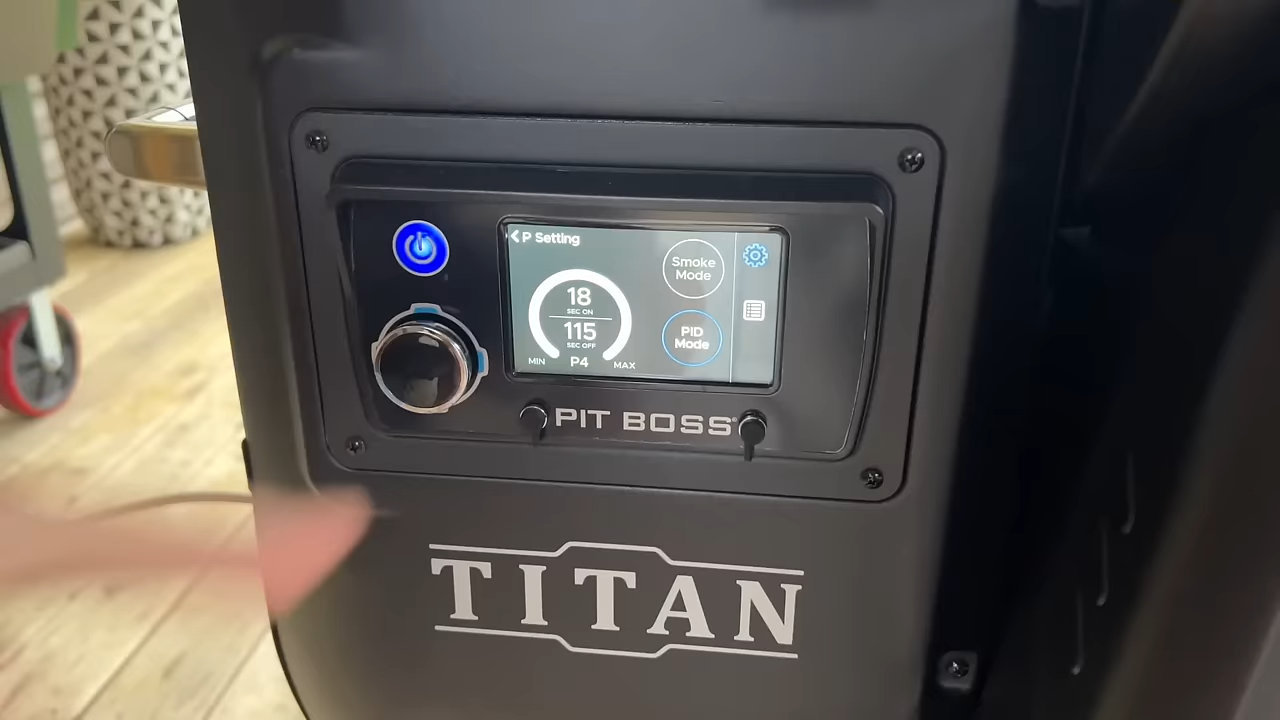 P Setting
Smoke
Mode
18
SEC ON
115
SEC OFF
PID
Mode
MIN
P4
MAX
PIT BOSS®
TITAN